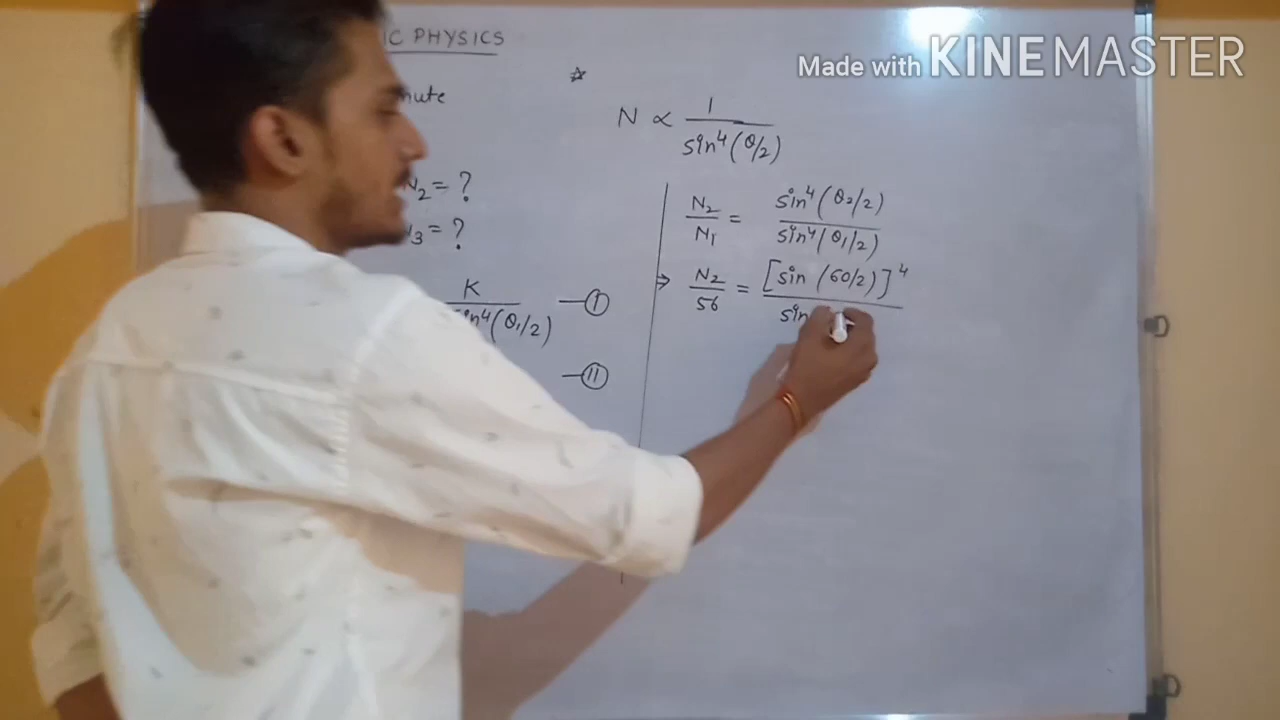 IC PHYSICS
Made with KINEMASTER
nute
N₂ = ?
₃ = ?
K
sin⁴(θ₁/2)
—Ⅰ
—Ⅱ
☆
N ∝ 1 / sin⁴(θ/2)
N₂/N₁ = sin⁴(θ₂/2) / sin⁴(θ₁/2)
⇒ N₂/56 = [sin (60/2)]⁴ / sin